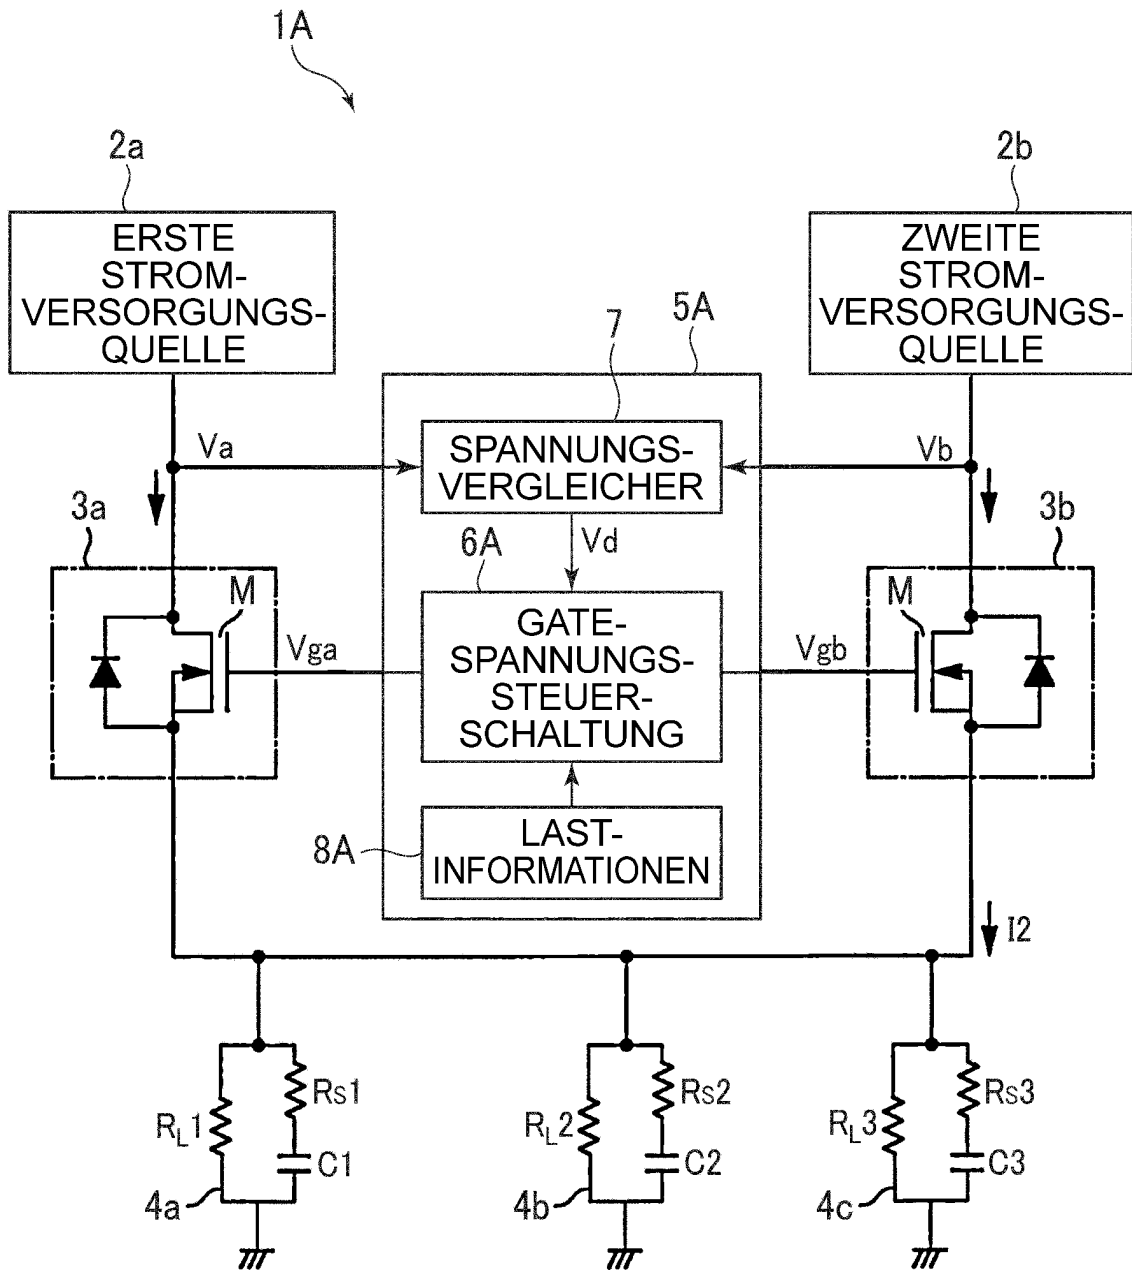 1A
2a
2b
ERSTE
STROM-
VERSORGUNGS-
QUELLE
ZWEITE
STROM-
VERSORGUNGS-
QUELLE
7
5A
Va
SPANNUNGS-
VERGLEICHER
Vb
3a
3b
6A
Vd
M
M
Vga
GATE-
SPANNUNGS-
STEUER-
SCHALTUNG
Vgb
8A
LAST-
INFORMATIONEN
I2
RL1
RS1
C1
4a
RL2
RS2
C2
4b
RL3
RS3
C3
4c